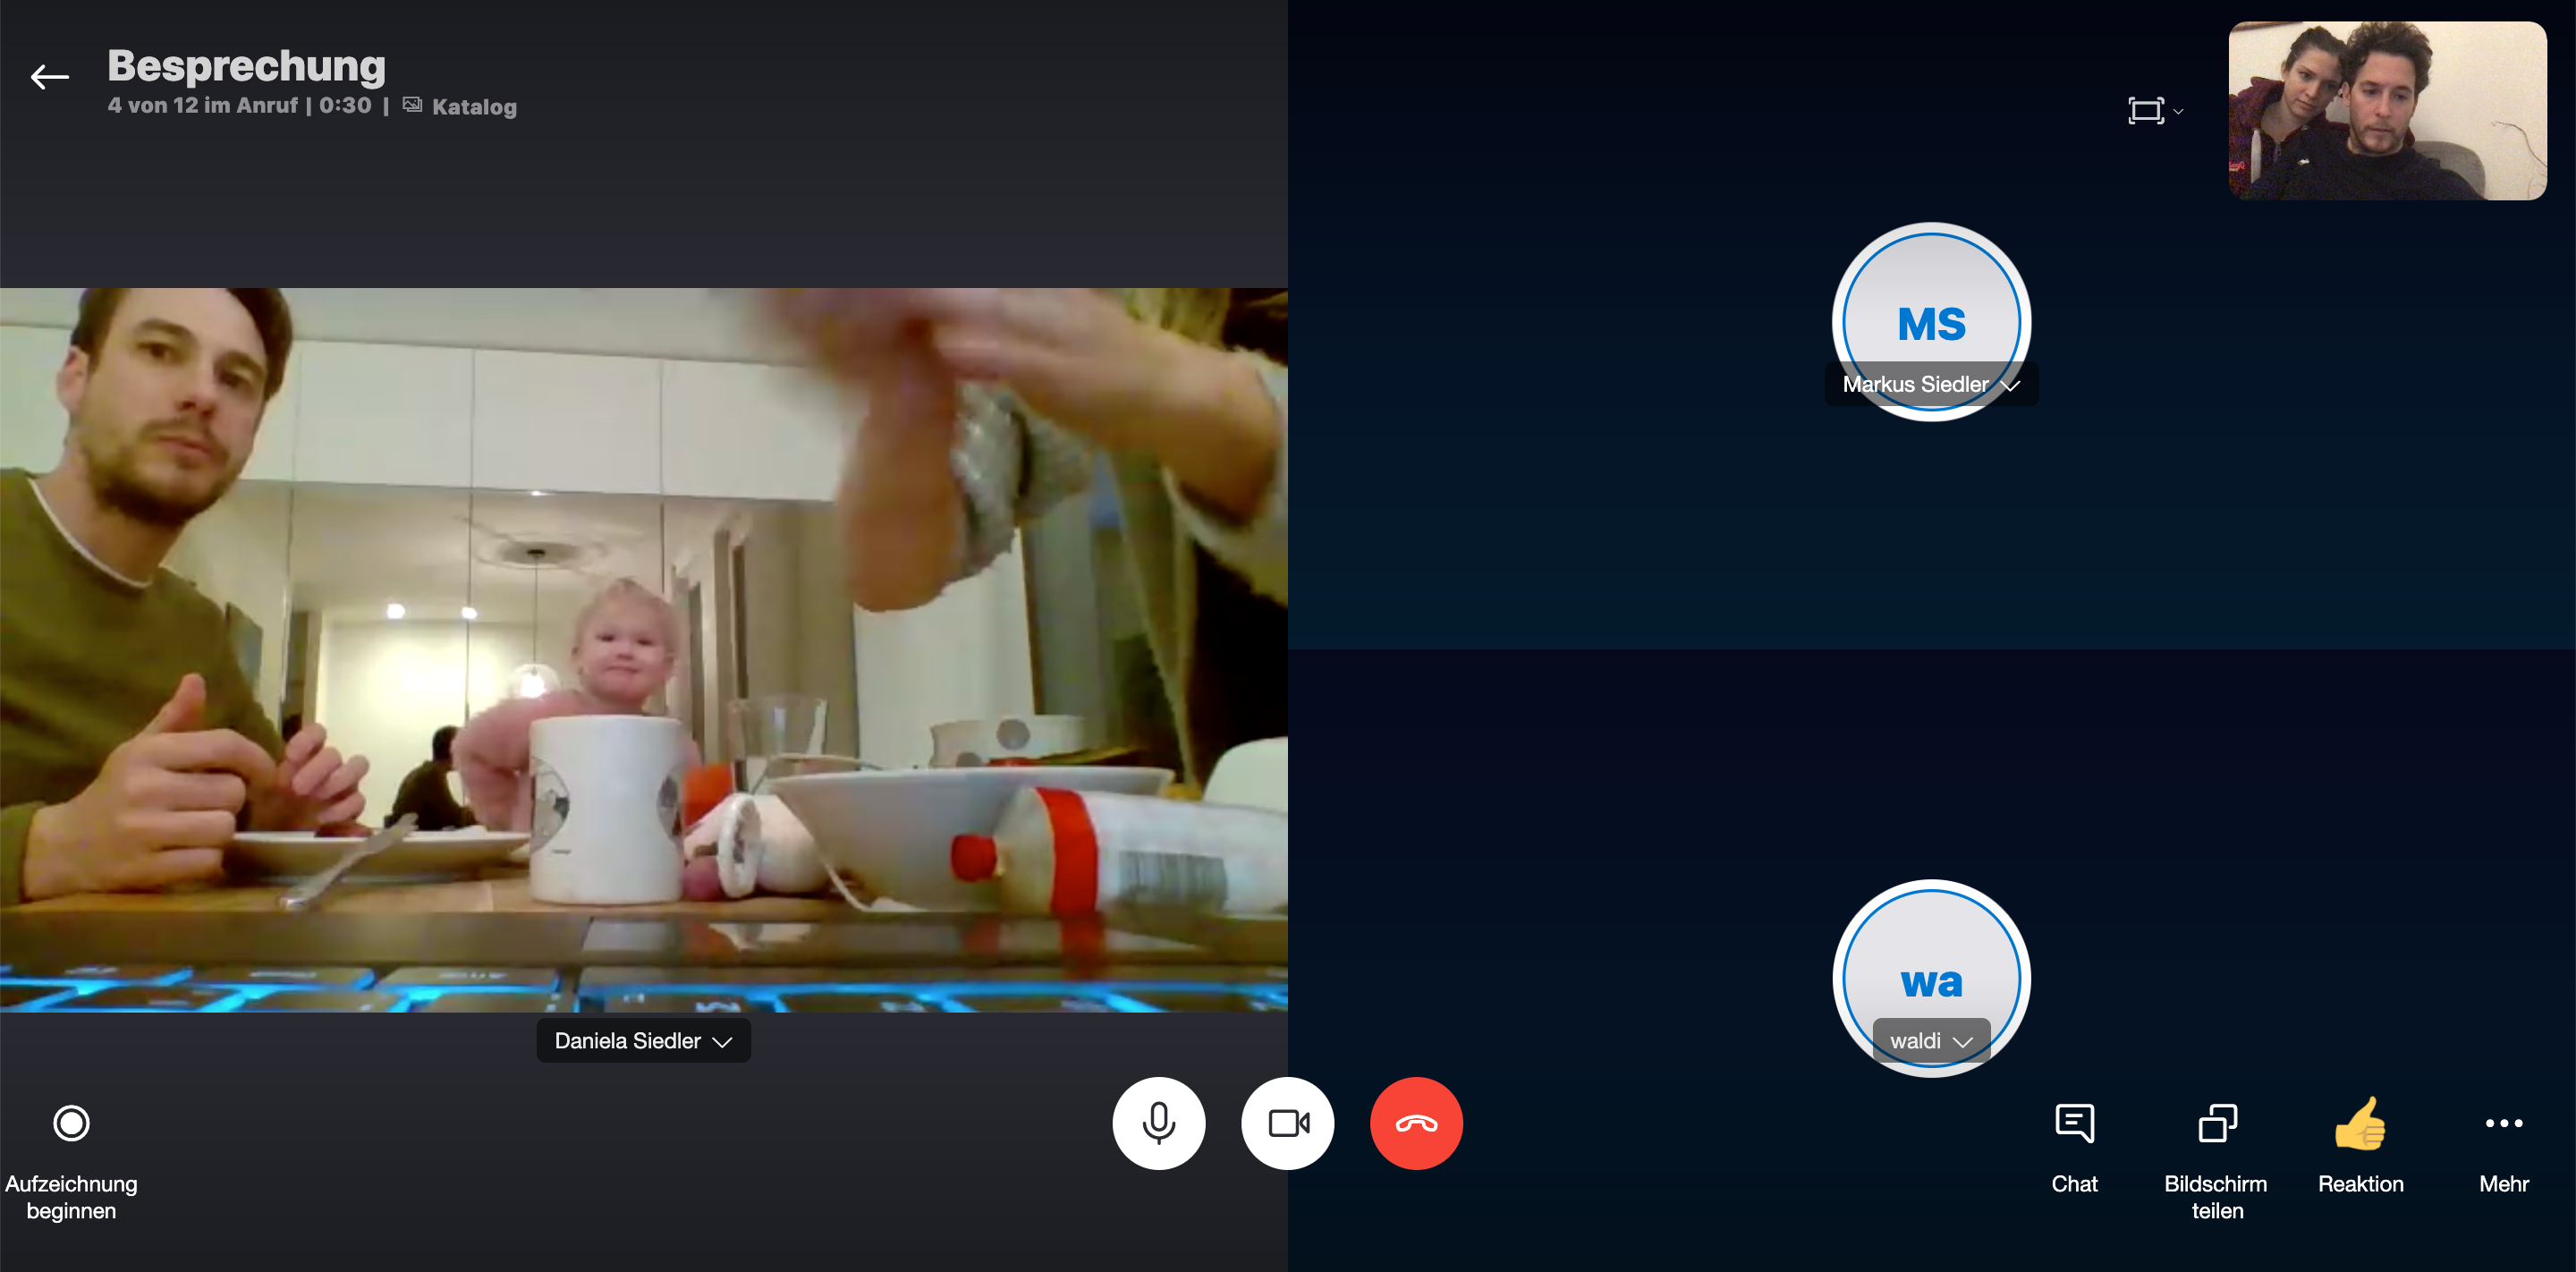 Besprechung
4 von 12 im Anruf | 0:30 | Katalog
MS
Markus Siedler
Daniela Siedler
wa
waldi
Aufzeichnung
beginnen
Chat
Bildschirm
teilen
Reaktion
Mehr